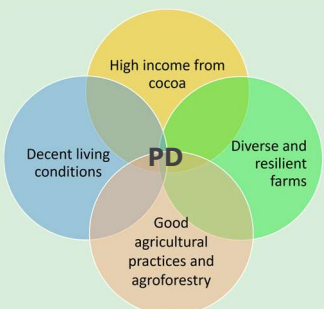 High income from
cocoa
Decent living
conditions
PD
Diverse and
resilient
farms
Good
agricultural
practices and
agroforestry